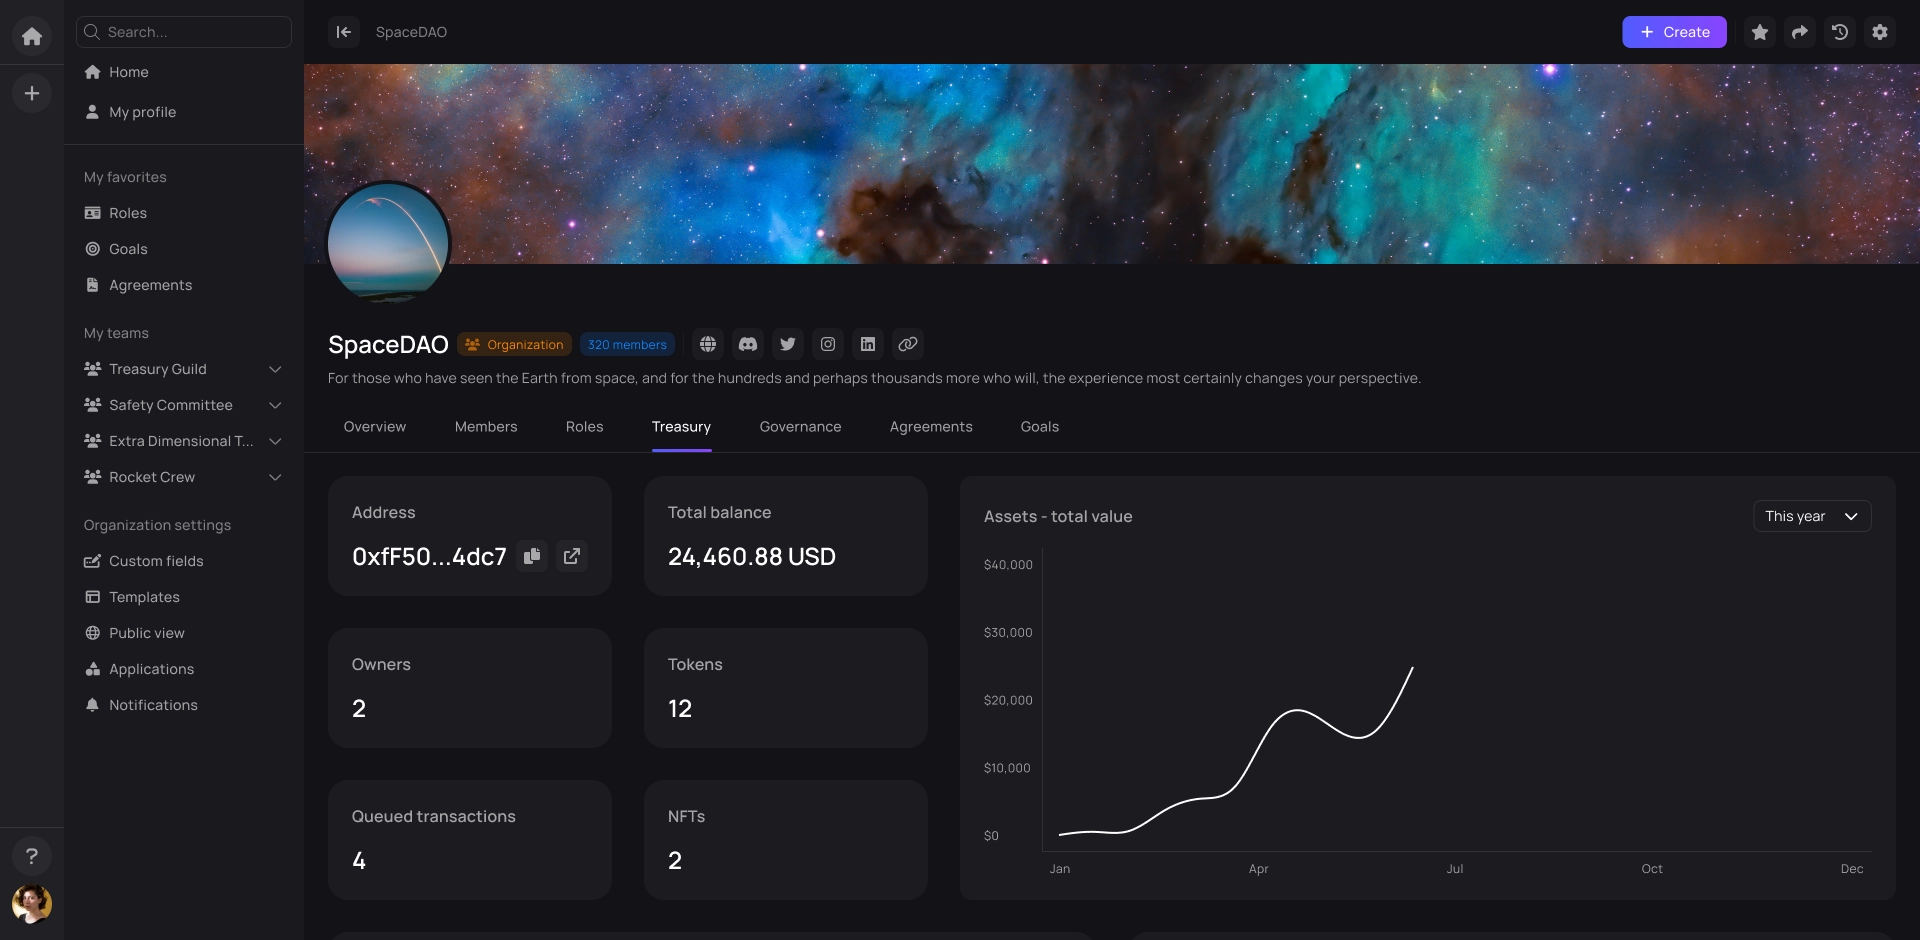 Search...
Home
My profile
My favorites
Roles
Goals
Agreements
My teams
Treasury Guild
Safety Committee
Extra Dimensional T...
Rocket Crew
Organization settings
Custom fields
Templates
Public view
Applications
Notifications
?
SpaceDAO
+ Create
SpaceDAO Organization 320 members
For those who have seen the Earth from space, and for the hundreds and perhaps thousands more who will, the experience most certainly changes your perspective.
Overview Members Roles Treasury Governance Agreements Goals
Address
0xfF50...4dc7
Total balance
24,460.88 USD
Owners
2
Tokens
12
Queued transactions
4
NFTs
2
Assets - total value
This year
$40,000
$30,000
$20,000
$10,000
$0
Jan Apr Jul Oct Dec